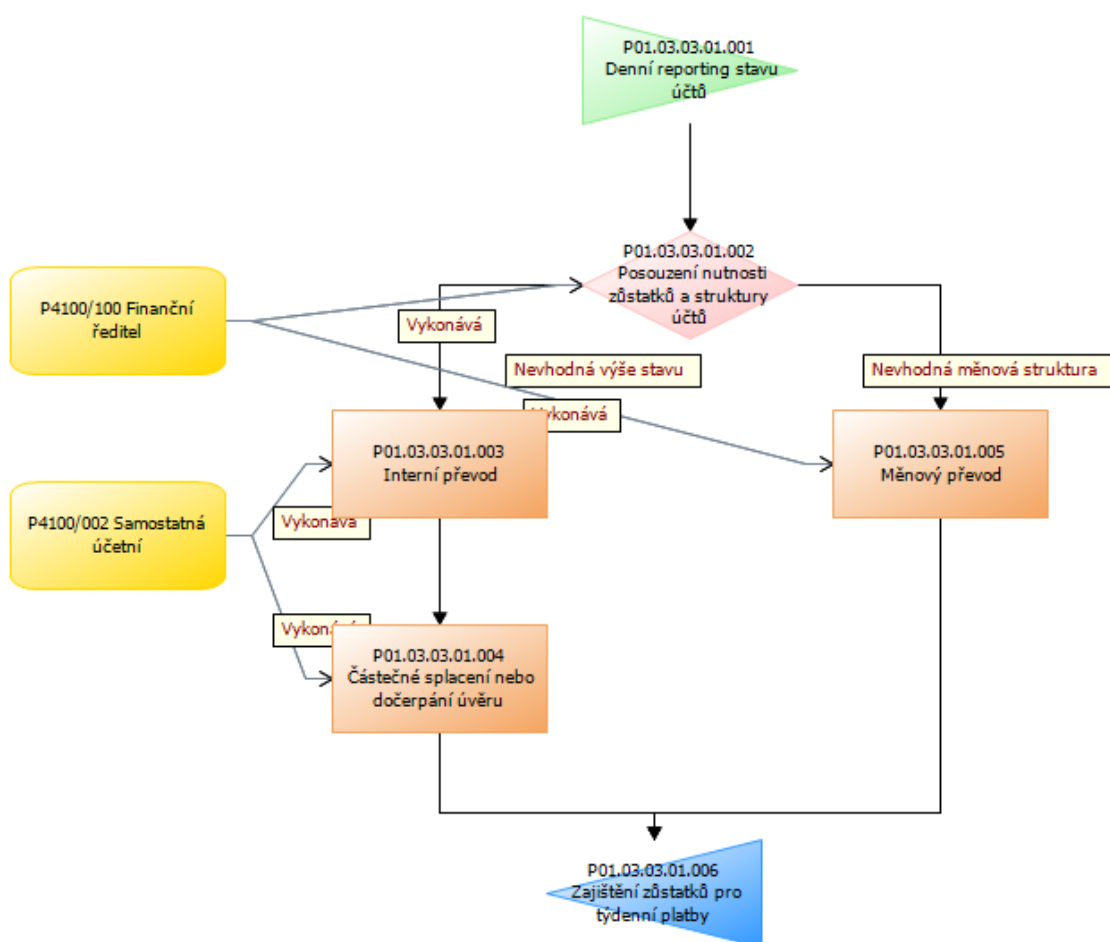 P01.03.03.01.001
Denní reporting stavu
účtů
P01.03.03.01.002
Posouzení nutnosti
zůstatků a struktury
účtů
P4100/100 Finanční
ředitel
Vykonává
Nevhodná výše stavu
Nevhodná měnová struktura
Vykonává
P01.03.03.01.003
Interní převod
P01.03.03.01.005
Měnový převod
P4100/002 Samostatná
účetní
Vykonává
Vykonává
P01.03.03.01.004
Částečné splacení nebo
dočerpání úvěru
P01.03.03.01.006
Zajištění zůstatků pro
týdenní platby